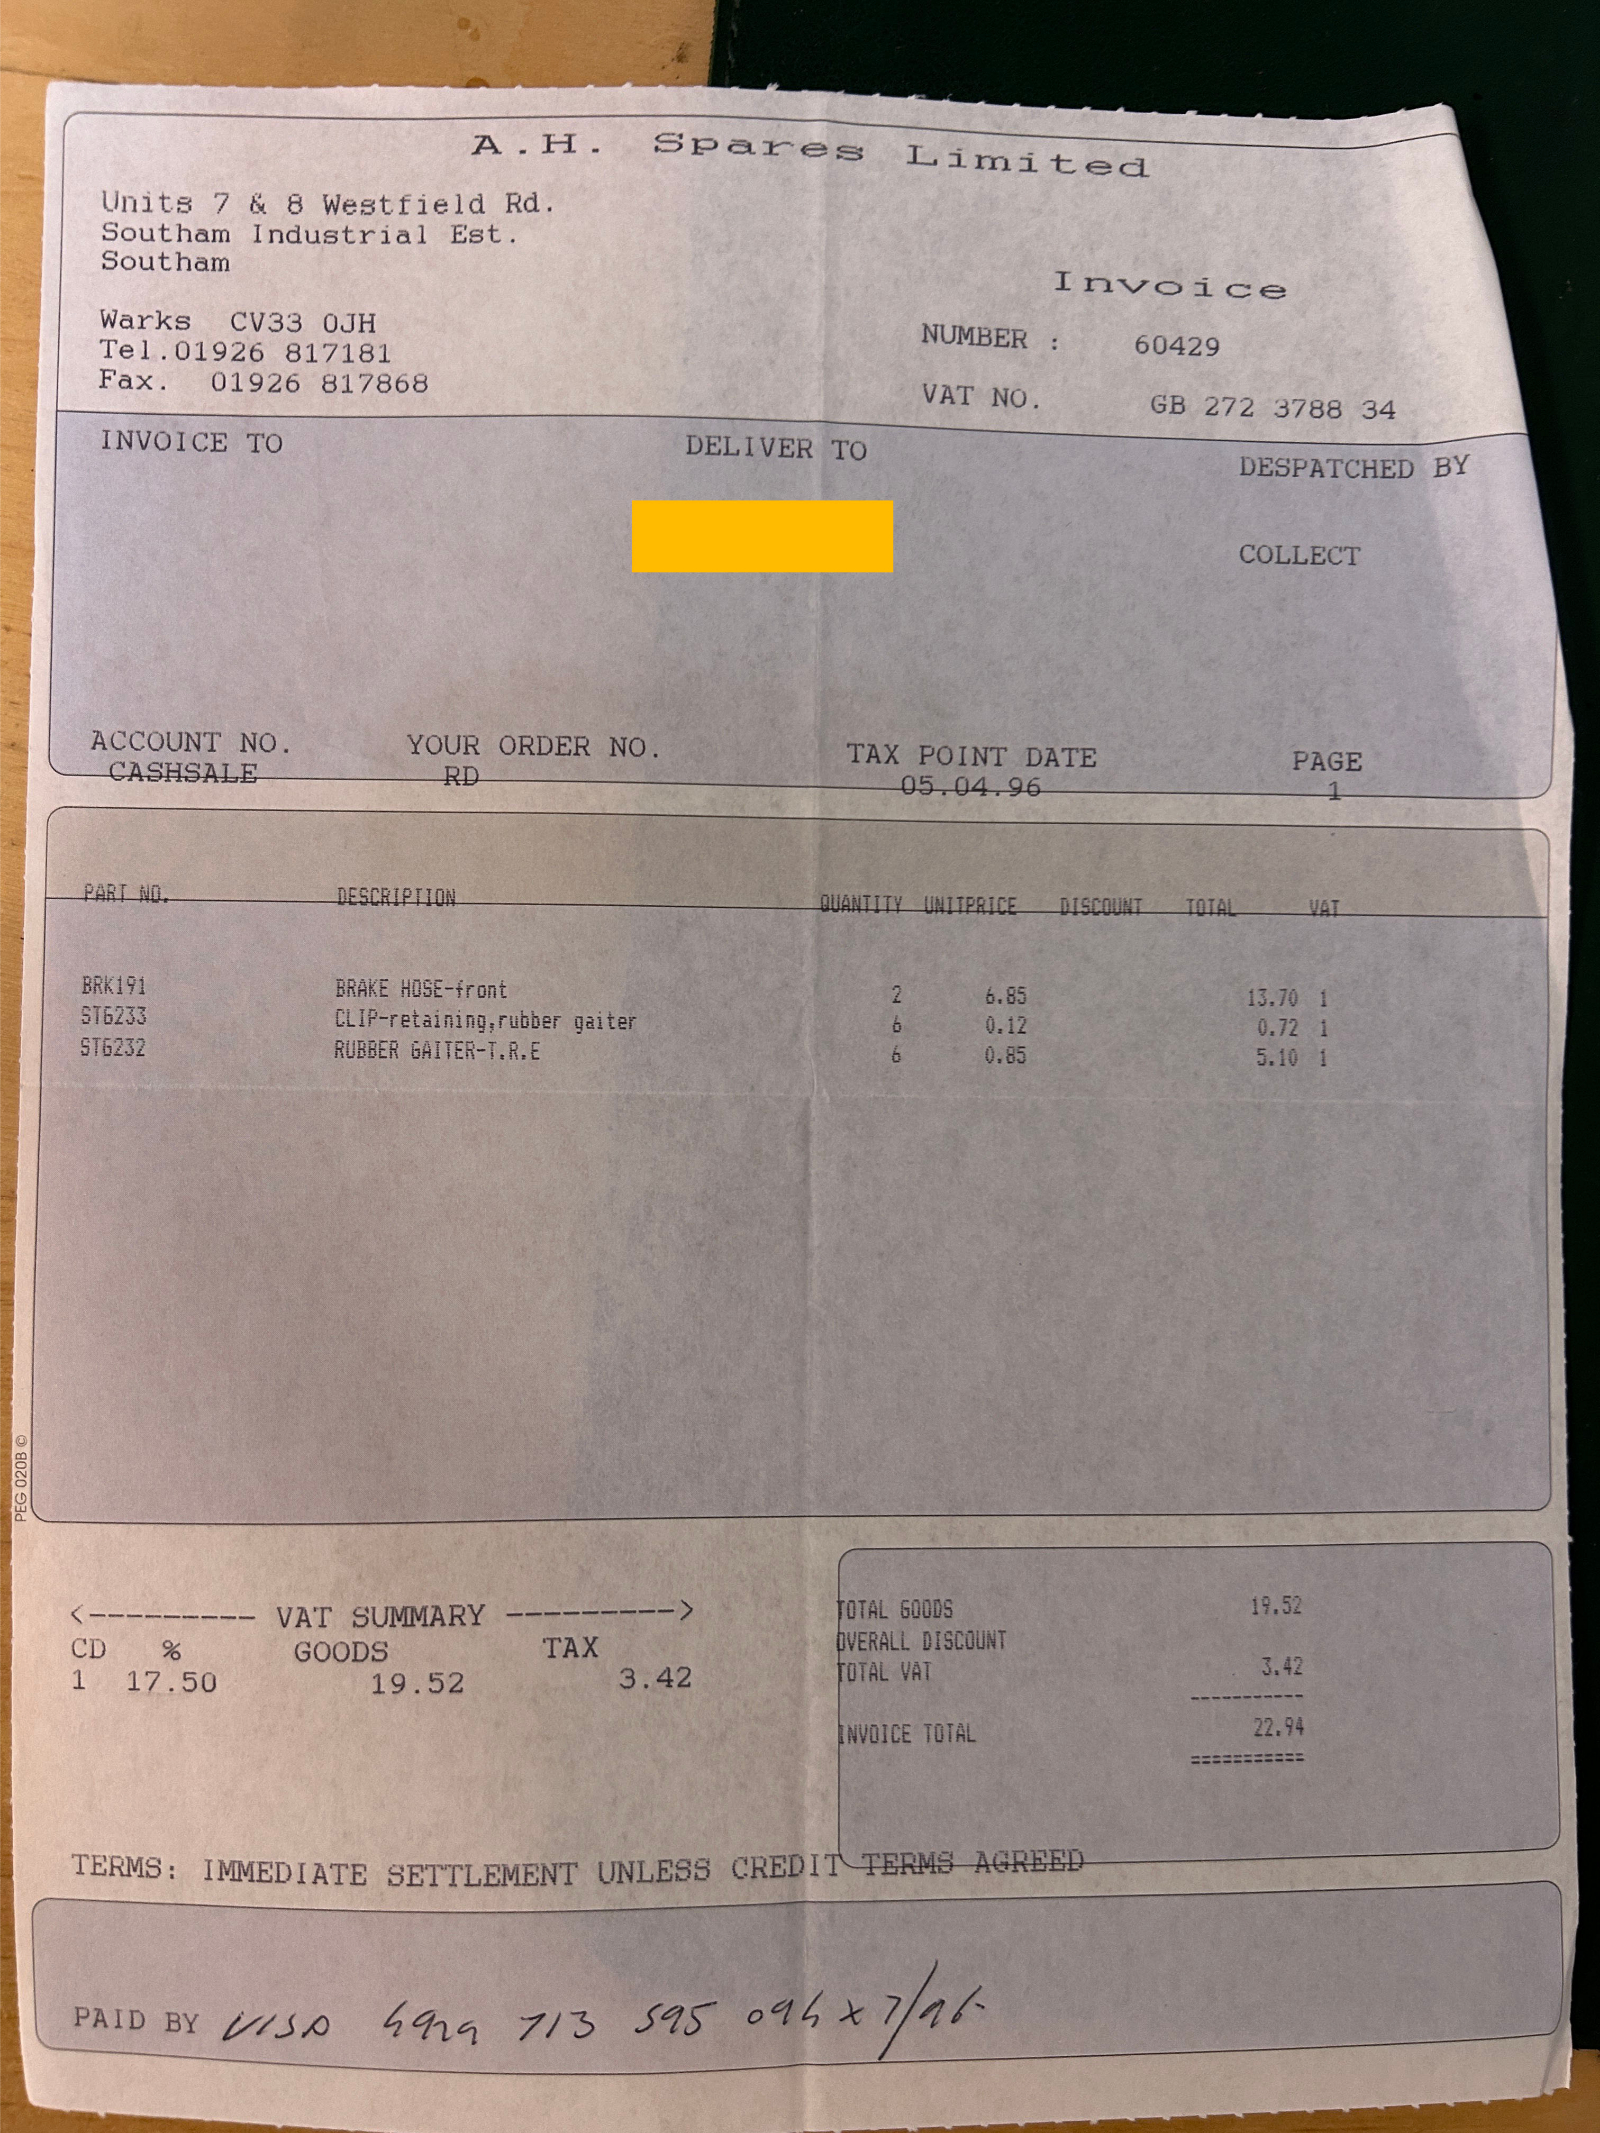 A.H. Spares Limited
Units 7 & 8 Westfield Rd.
Southam Industrial Est.
Southam
Warks CV33 0JH
Tel.01926 817181
Fax. 01926 817868
Invoice
NUMBER : 60429
VAT NO. GB 272 3788 34
INVOICE TO DELIVER TO DESPATCHED BY
COLLECT
ACCOUNT NO. YOUR ORDER NO. TAX POINT DATE PAGE
CASHSALE RD 05.04.96 1
PART NO. DESCRIPTION QUANTITY UNITPRICE DISCOUNT TOTAL VAT
BRK191 BRAKE HOSE-front 2 6.85 13.70 1
STG233 CLIP-retaining,rubber gaiter 6 0.12 0.72 1
STG232 RUBBER GAITER-T.R.E 6 0.85 5.10 1
PEG 020B ©
<--------- VAT SUMMARY --------->
CD % GOODS TAX
1 17.50 19.52 3.42
TOTAL GOODS 19.52
OVERALL DISCOUNT
TOTAL VAT 3.42
-----------
INVOICE TOTAL 22.94
===========
TERMS: IMMEDIATE SETTLEMENT UNLESS CREDIT TERMS AGREED
PAID BY VISA 713 595 7/96